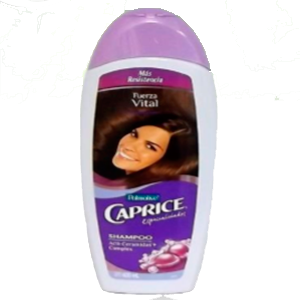 Más
Resistencia
Fuerza
Vital
Palmolive
CAPRICE
Especialidades
SHAMPOO